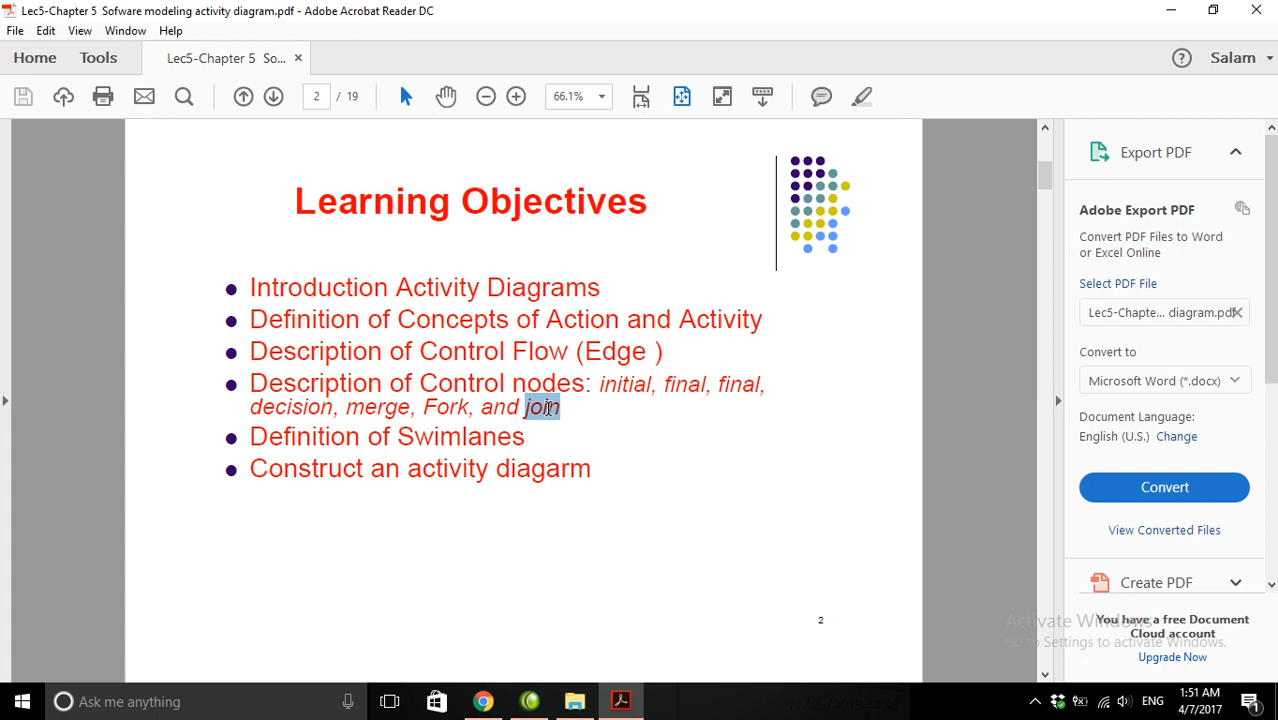 Lec5-Chapter 5 Sofware modeling activity diagram.pdf - Adobe Acrobat Reader DC
File Edit View Window Help
Home Tools Lec5-Chapter 5 So... × ? Salam
2 / 19 66.1%
Learning Objectives
Introduction Activity Diagrams
Definition of Concepts of Action and Activity
Description of Control Flow (Edge )
Description of Control nodes: initial, final, final,
decision, merge, Fork, and join
Definition of Swimlanes
Construct an activity diagarm
2
Export PDF
Adobe Export PDF
Convert PDF Files to Word
or Excel Online
Select PDF File
Lec5-Chapte... diagram.pdf
Convert to
Microsoft Word (*.docx)
Document Language:
English (U.S.) Change
Convert
View Converted Files
Create PDF
You have a free Document
Cloud account
Upgrade Now
Activate Windows
Go to Settings to activate Windows.
Ask me anything
ENG
1:51 AM
4/7/2017
1